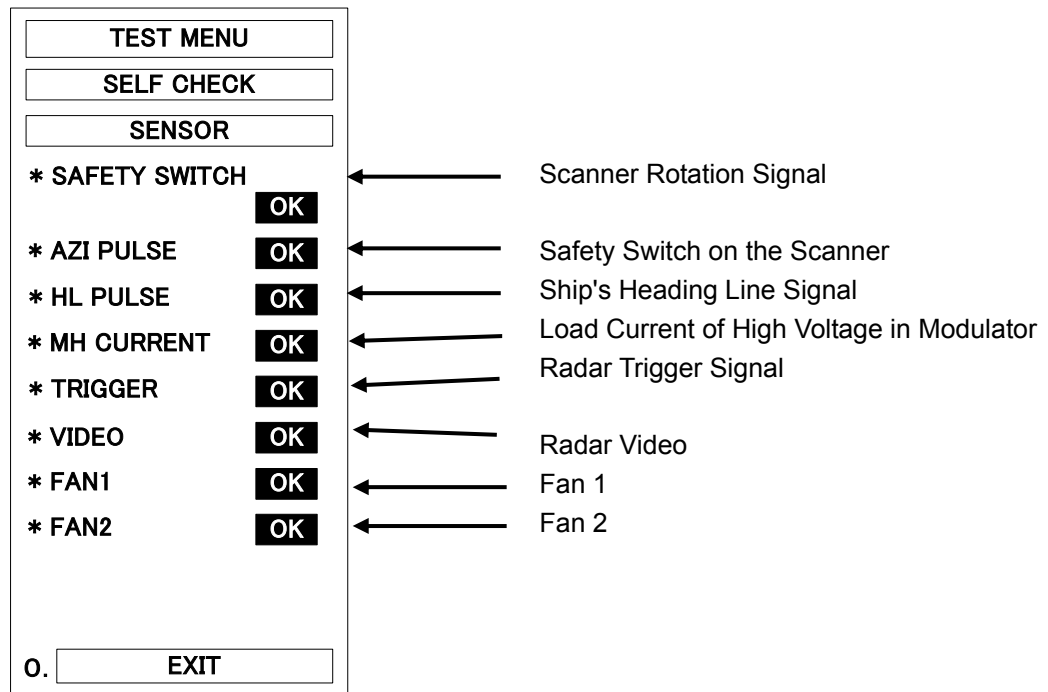 TEST MENU
SELF CHECK
SENSOR
* SAFETY SWITCH
OK
Scanner Rotation Signal
* AZI PULSE OK
Safety Switch on the Scanner
* HL PULSE OK
Ship's Heading Line Signal
* MH CURRENT OK
Load Current of High Voltage in Modulator
* TRIGGER OK
Radar Trigger Signal
* VIDEO OK
Radar Video
* FAN1 OK
Fan 1
* FAN2 OK
Fan 2
0. EXIT